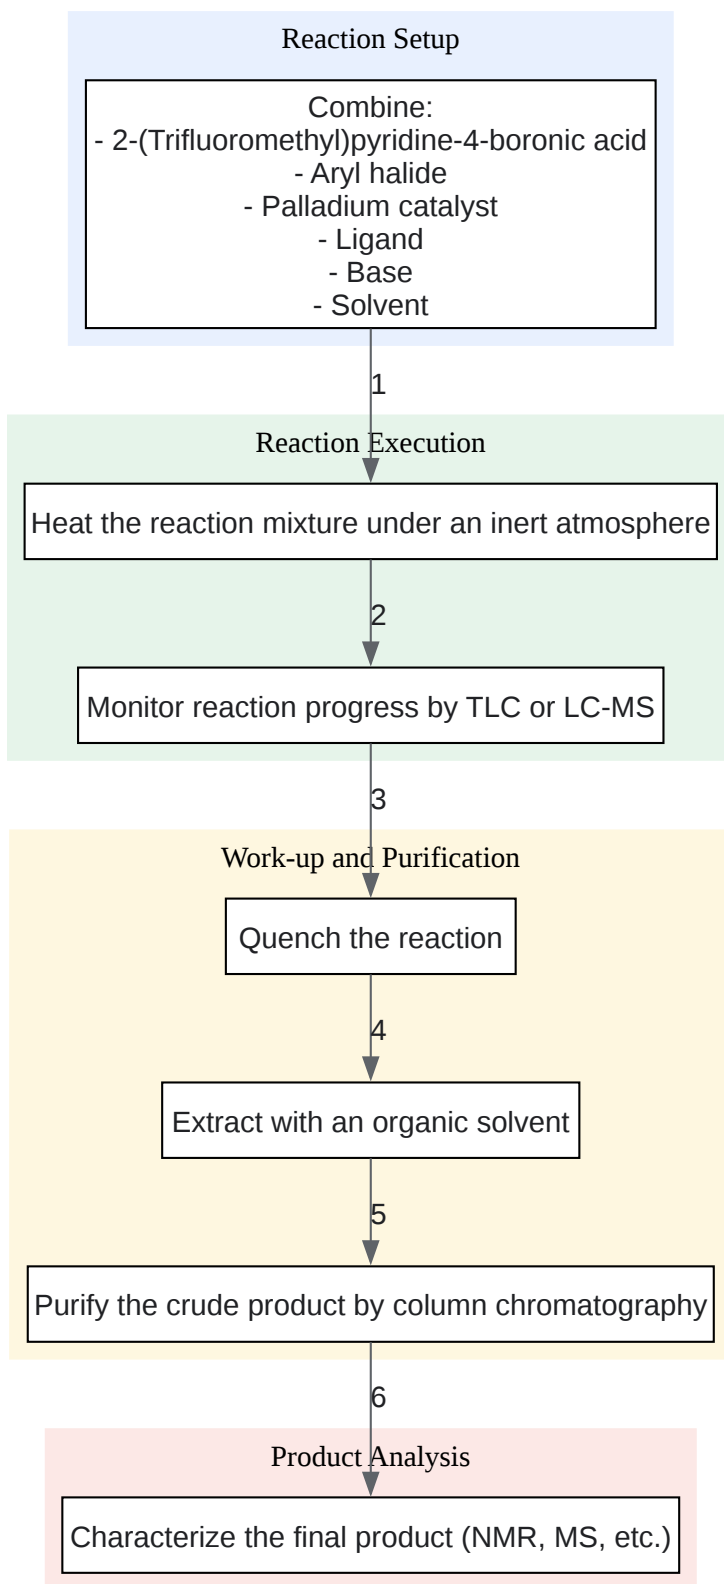 Reaction Setup
Combine:
- 2-(Trifluoromethyl)pyridine-4-boronic acid
- Aryl halide
- Palladium catalyst
- Ligand
- Base
- Solvent
1
Reaction Execution
Heat the reaction mixture under an inert atmosphere
2
Monitor reaction progress by TLC or LC-MS
3
Work-up and Purification
Quench the reaction
4
Extract with an organic solvent
5
Purify the crude product by column chromatography
6
Product Analysis
Characterize the final product (NMR, MS, etc.)